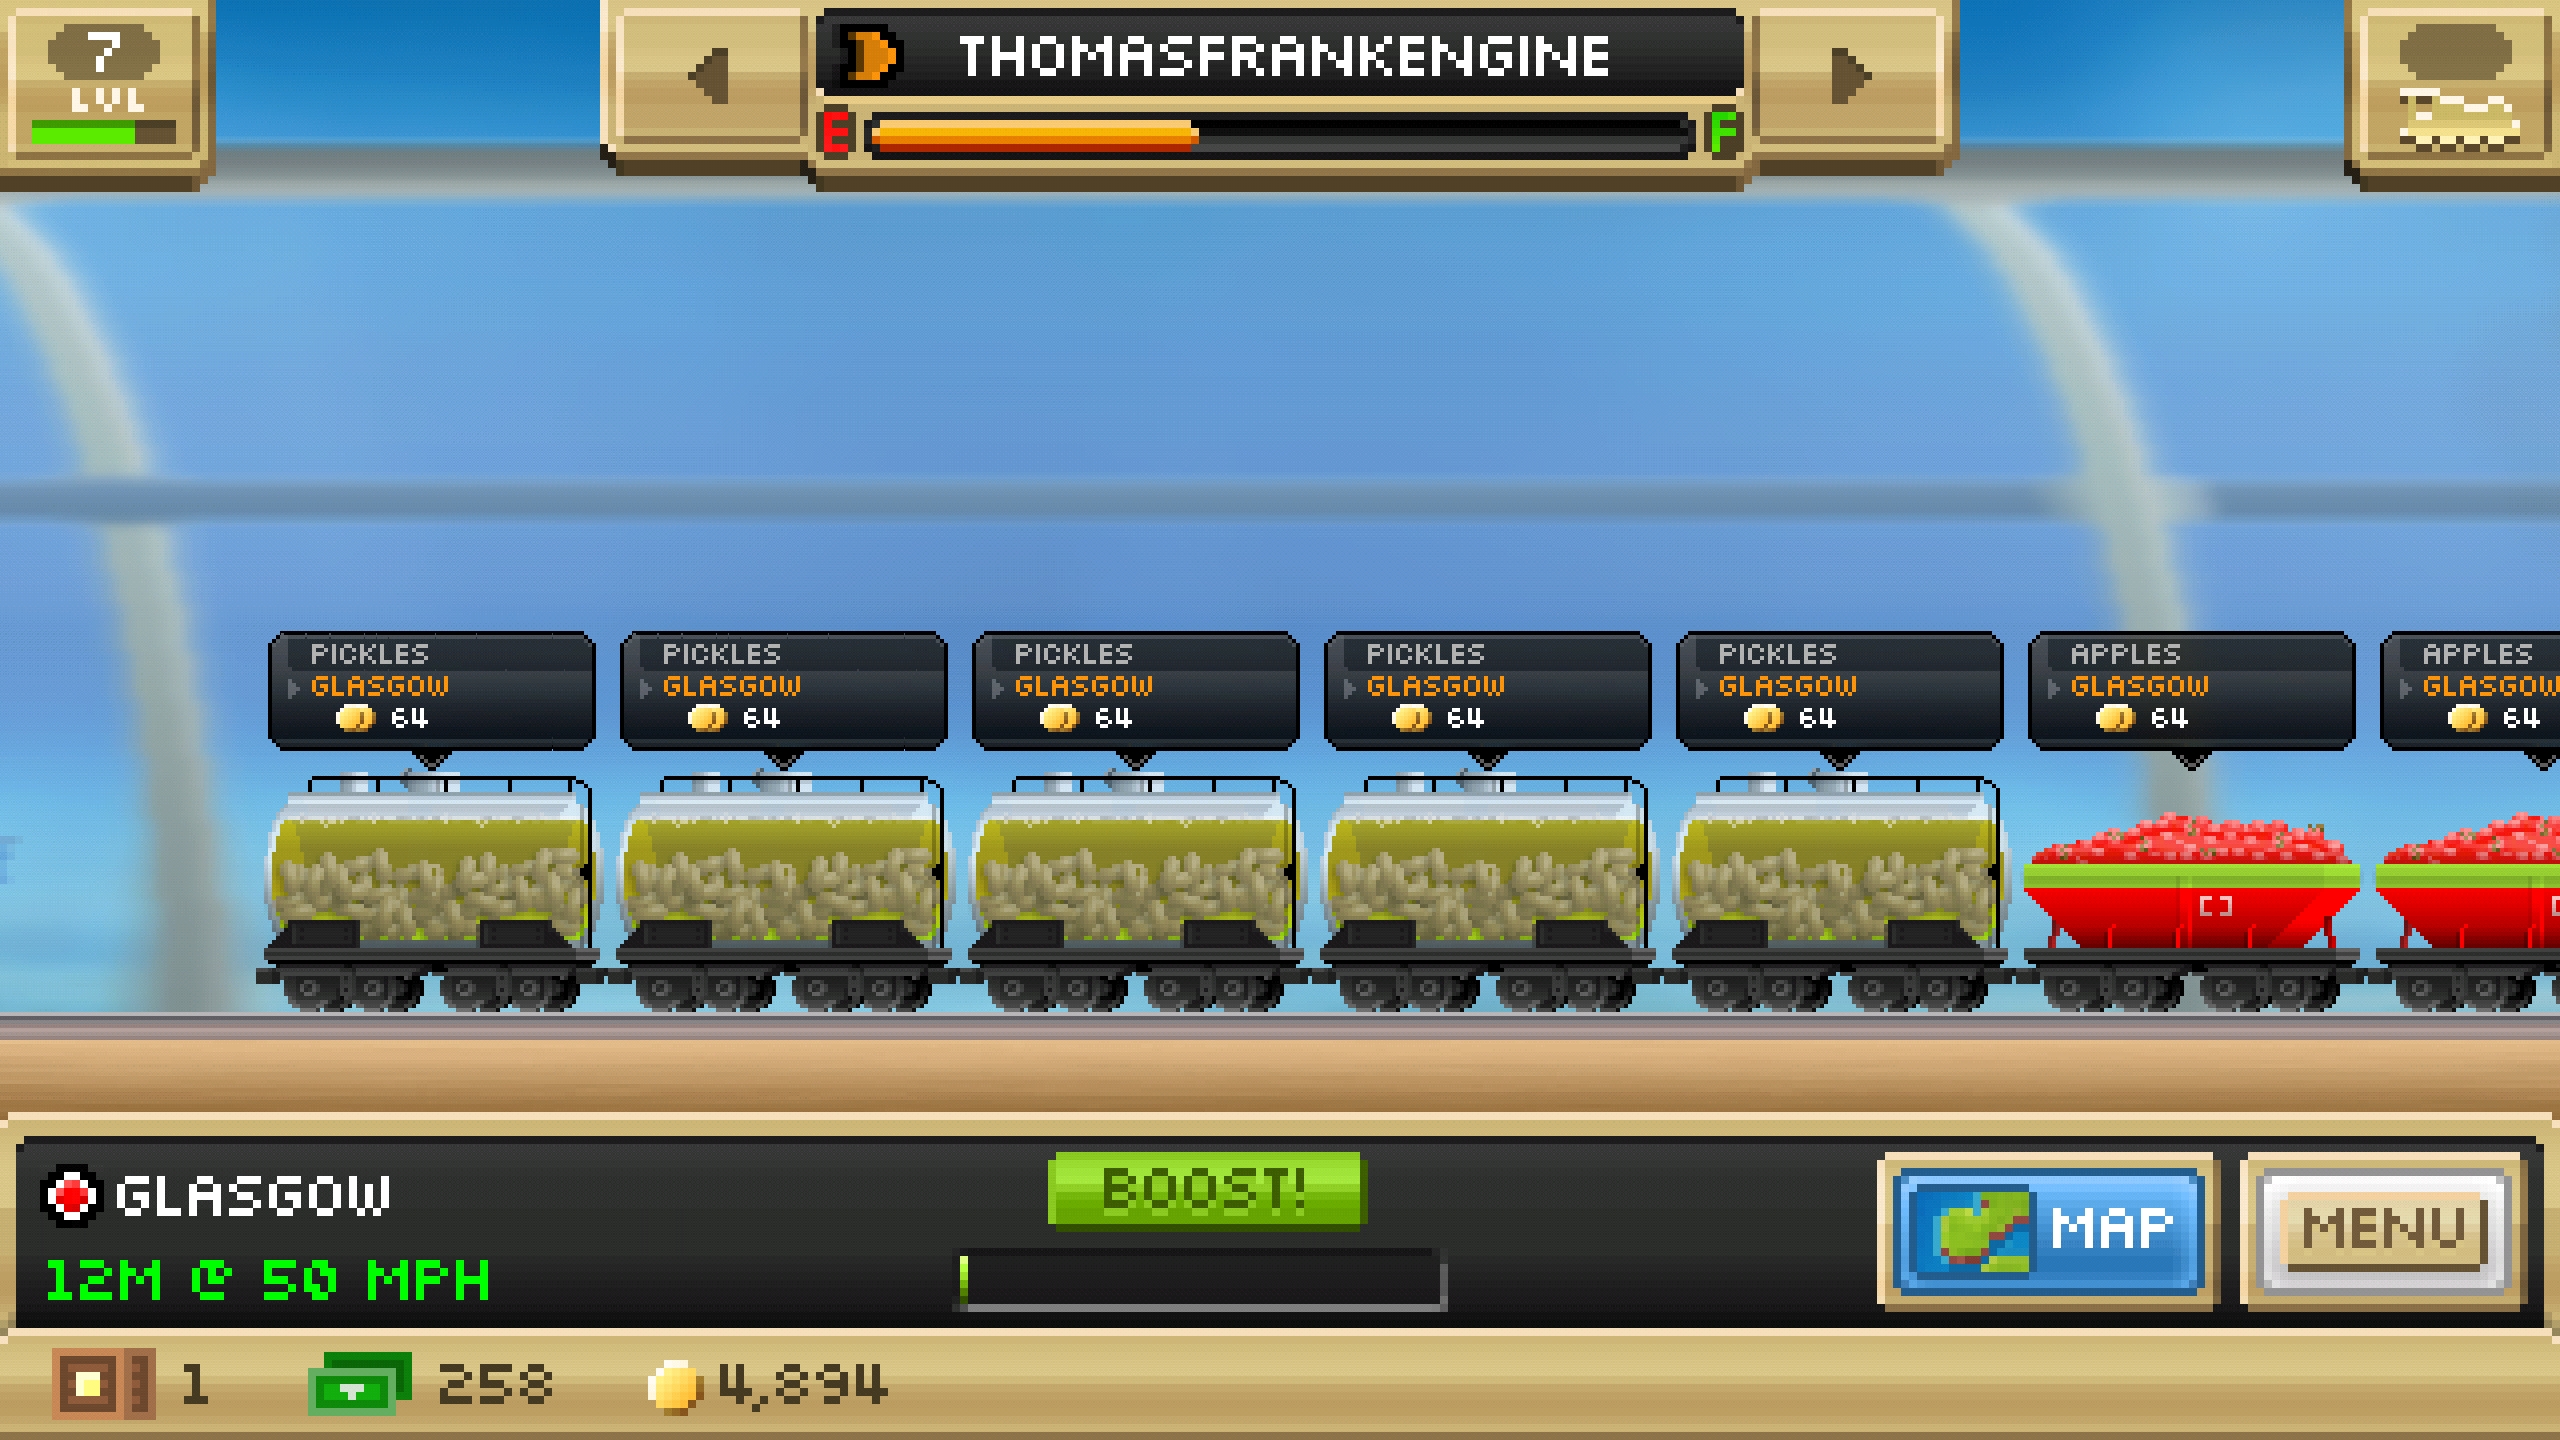 7
LVL
THOMASFRANKENGINE
E F
PICKLES
GLASGOW
64
PICKLES
GLASGOW
64
PICKLES
GLASGOW
64
PICKLES
GLASGOW
64
PICKLES
GLASGOW
64
APPLES
GLASGOW
64
APPLES
GLASGOW
64
GLASGOW
12M @ 50 MPH
BOOST!
MAP
MENU
1
258
4,894